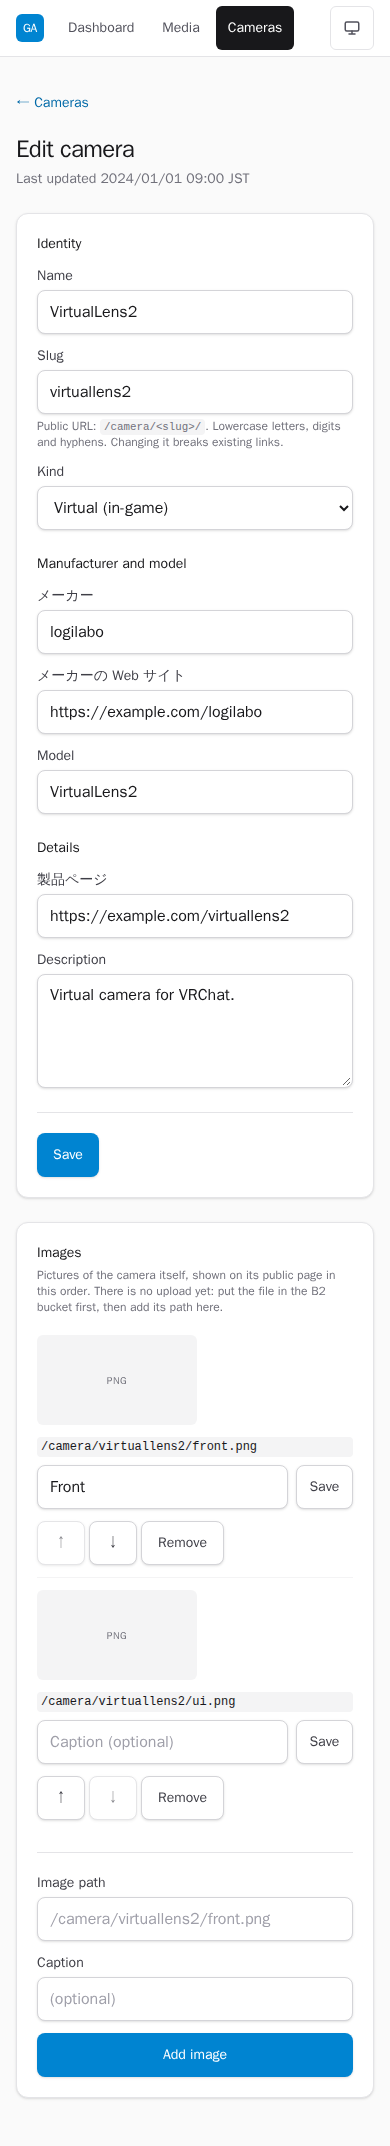 GA Dashboard Media Cameras
← Cameras
Edit camera
Last updated 2024/01/01 09:00 JST
Identity
Name
VirtualLens2
Slug
virtuallens2
Public URL: /camera/<slug>/. Lowercase letters, digits
and hyphens. Changing it breaks existing links.
Kind
Virtual (in-game)
Manufacturer and model
メーカー
logilabo
メーカーの Web サイト
https://example.com/logilabo
Model
VirtualLens2
Details
製品ページ
https://example.com/virtuallens2
Description
Virtual camera for VRChat.
Save
Images
Pictures of the camera itself, shown on its public page in
this order. There is no upload yet: put the file in the B2
bucket first, then add its path here.
PNG
/camera/virtuallens2/front.png
Front Save
↑ ↓ Remove
PNG
/camera/virtuallens2/ui.png
Caption (optional) Save
↑ ↓ Remove
Image path
/camera/virtuallens2/front.png
Caption
(optional)
Add image